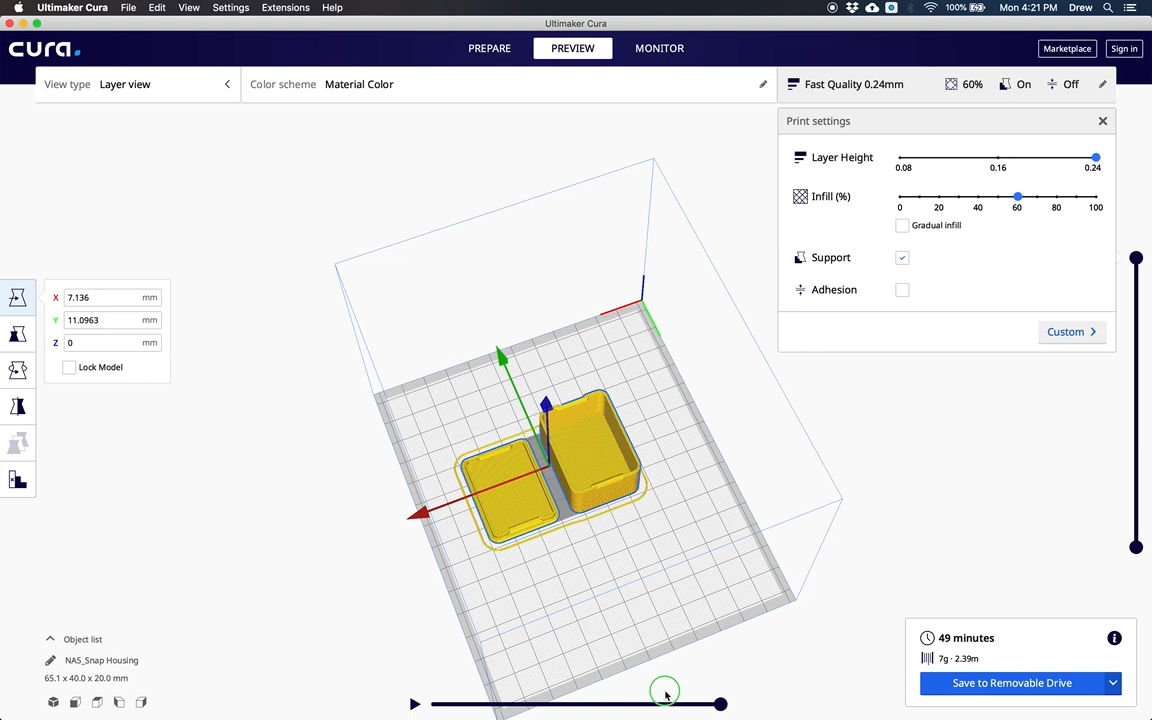 Ultimaker Cura File Edit View Settings Extensions Help 100% Mon 4:21 PM Drew
Ultimaker Cura
cura. PREPARE PREVIEW MONITOR Marketplace Sign in
View type Layer view Color scheme Material Color Fast Quality 0.24mm 60% On Off
Print settings
Layer Height
0.08 0.16 0.24
Infill (%)
0 20 40 60 80 100
Gradual infill
Support
Adhesion
Custom
X 7.136 mm
Y 11.0963 mm
Z 0 mm
Lock Model
Object list
NA5_Snap Housing
65.1 x 40.0 x 20.0 mm
49 minutes
7g · 2.39m
Save to Removable Drive